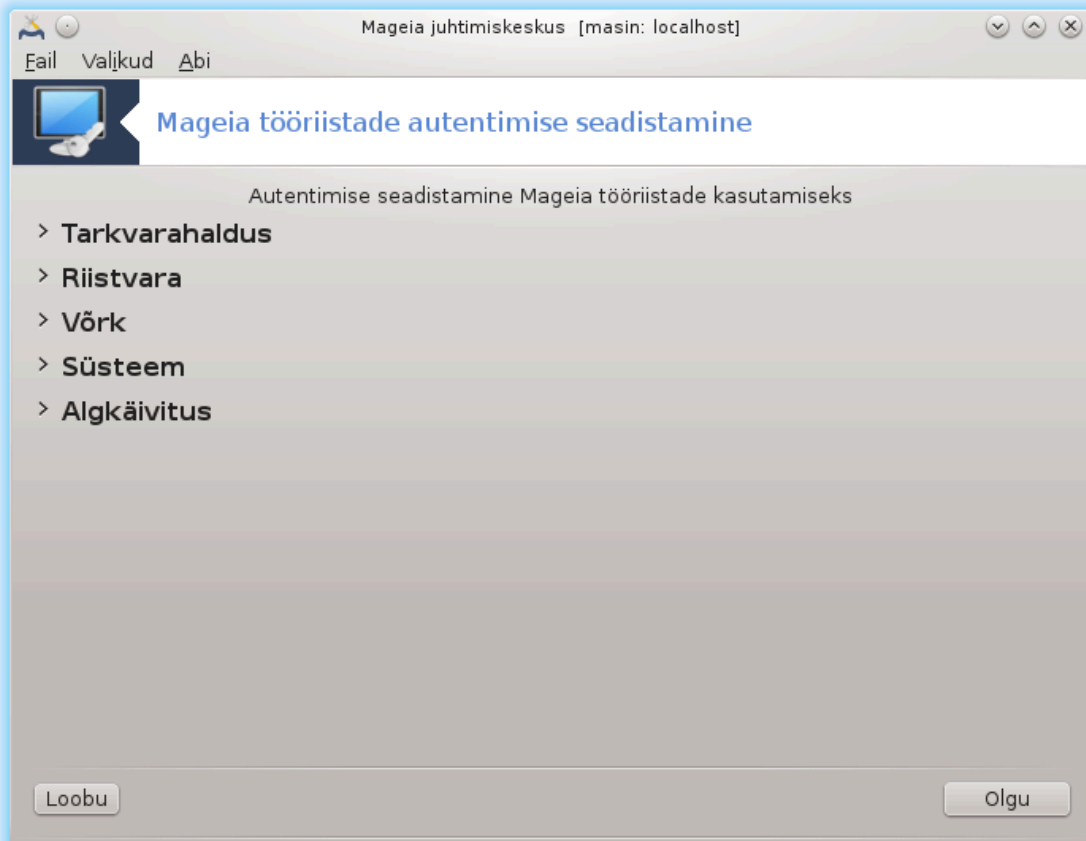 Mageia juhtimiskeskus [masin: localhost]
Fail Valikud Abi
Mageia tööriistade autentimise seadistamine
Autentimise seadistamine Mageia tööriistade kasutamiseks
> Tarkvarahaldus
> Riistvara
> Võrk
> Süsteem
> Algkäivitus
Loobu Olgu